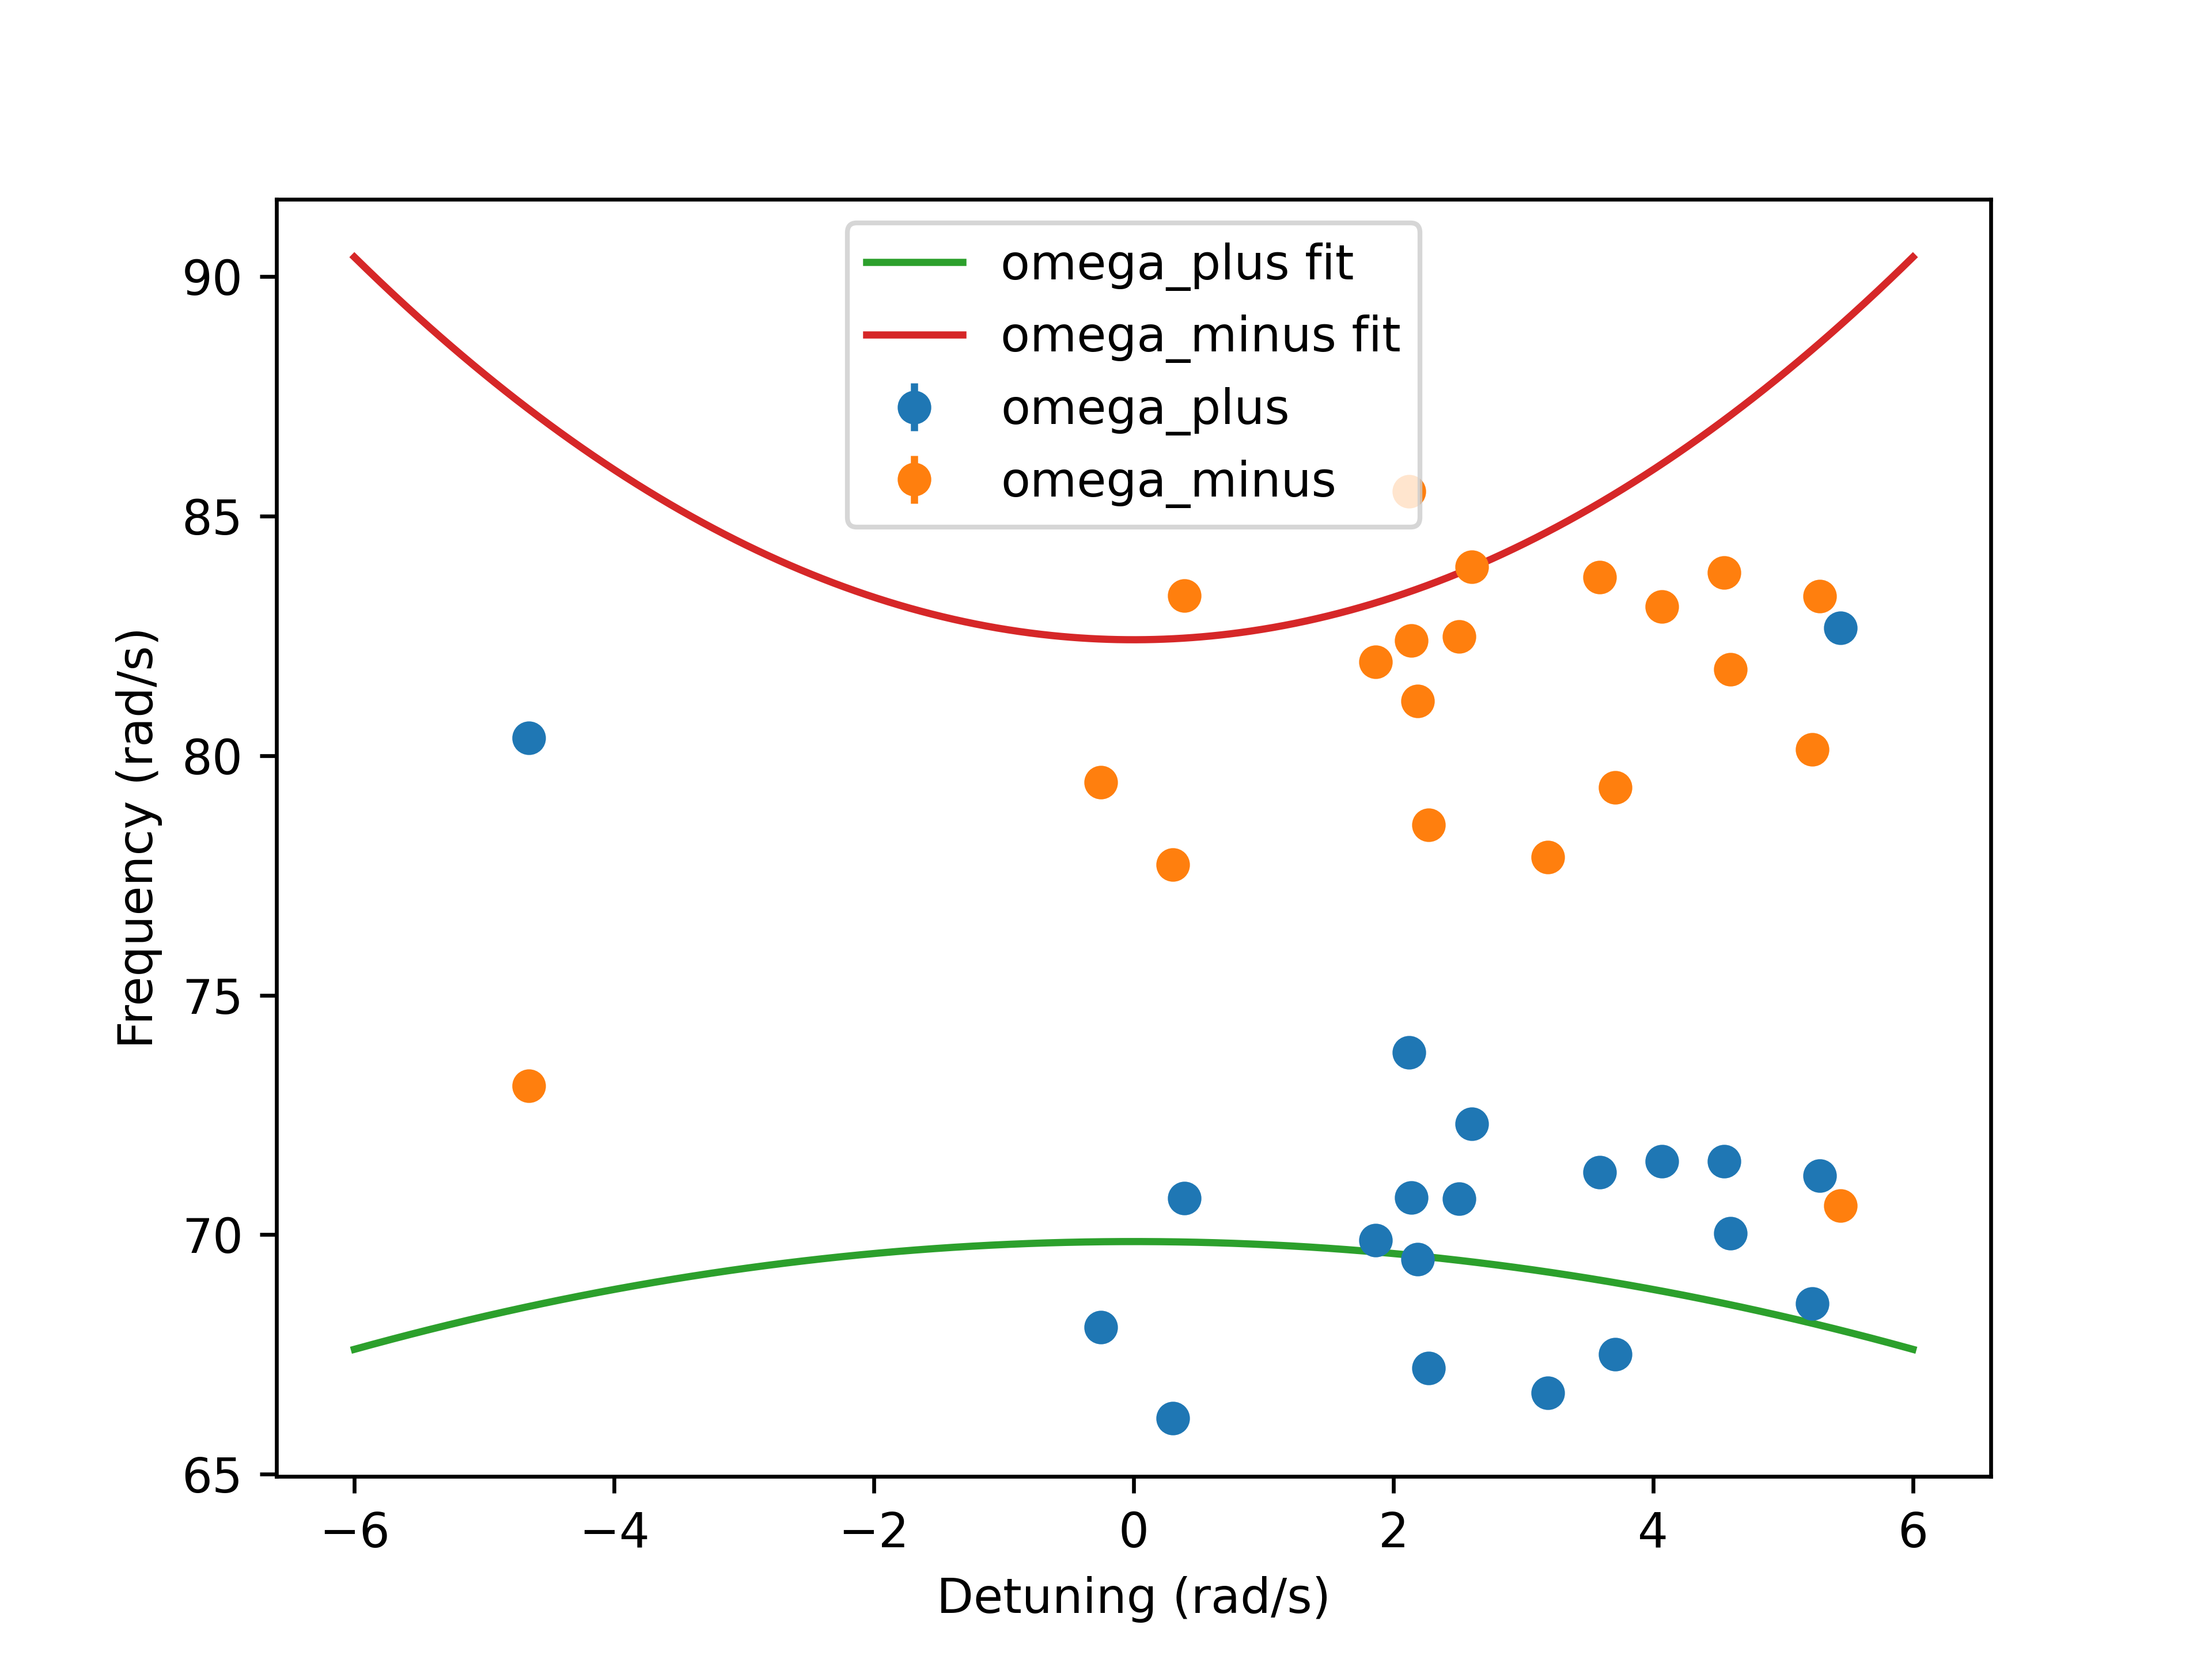 omega_plus fit
omega_minus fit
omega_plus
omega_minus
Frequency (rad/s)
90
85
80
75
70
65
−6 −4 −2 0 2 4 6
Detuning (rad/s)